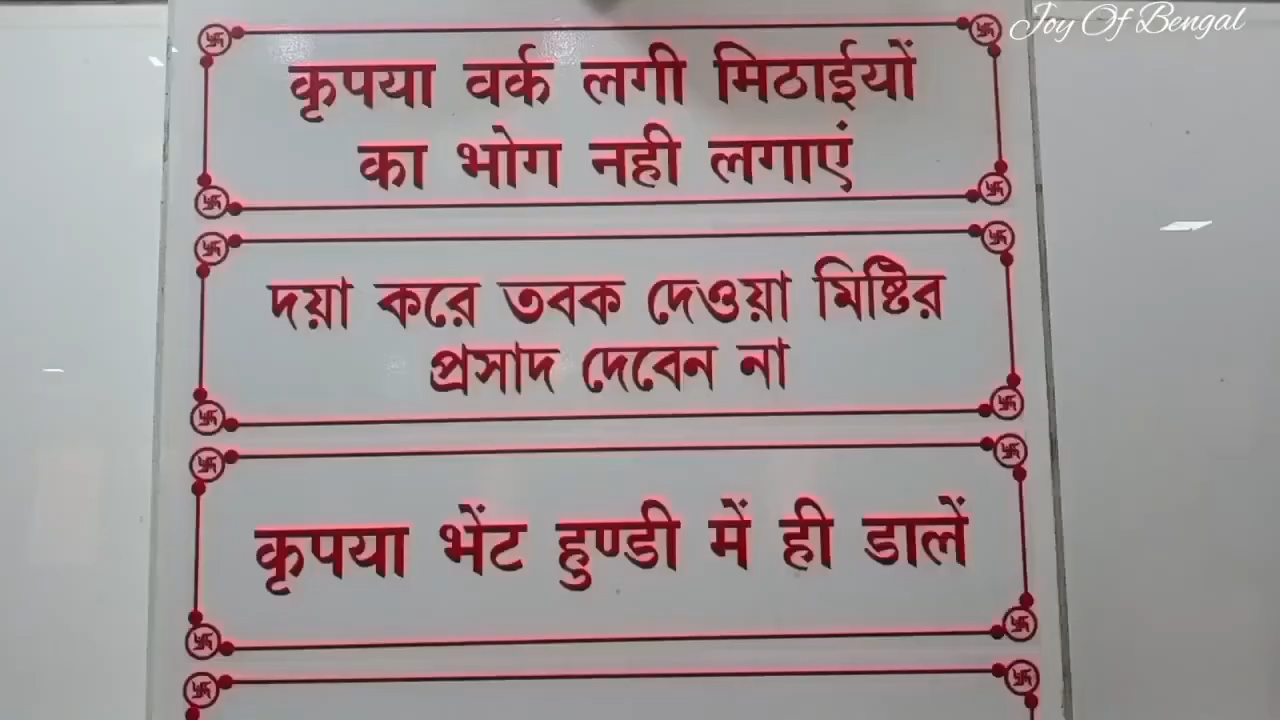 Joy Of Bengal
कृपया वर्क लगी मिठाईयों
का भोग नही लगाएं
দয়া করে তবক দেওয়া মিষ্টির
প্রসাদ দেবেন না
कृपया भेंट हुण्डी में ही डालें